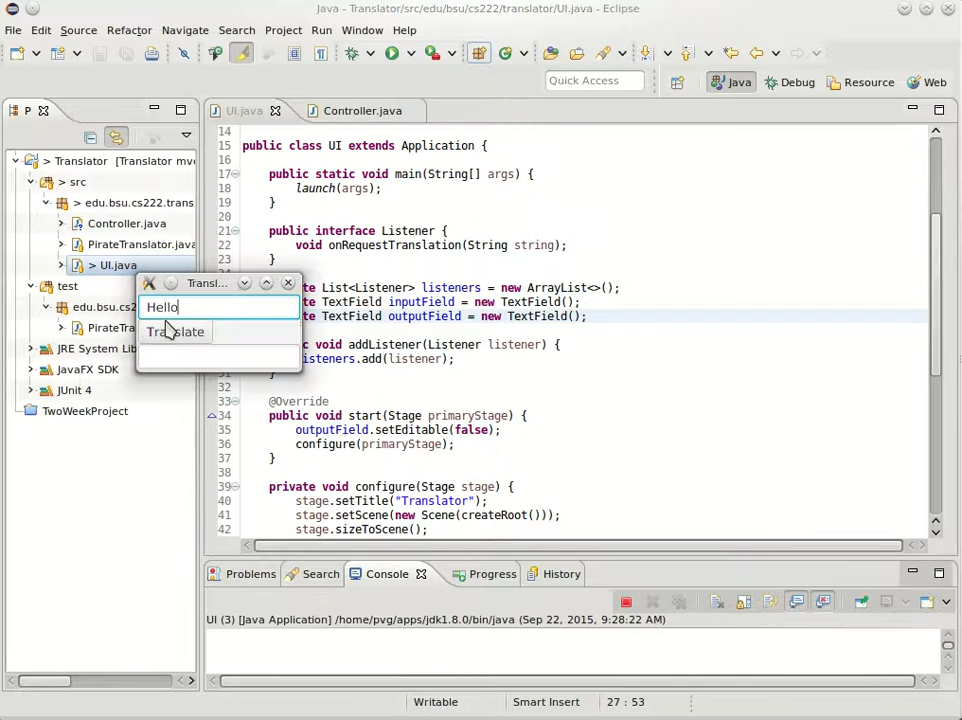 Java - Translator/src/edu/bsu/cs222/translator/UI.java - Eclipse
File Edit Source Refactor Navigate Search Project Run Window Help
Quick Access
Java
Debug
Resource
Web
P
> Translator [Translator mv
> src
> edu.bsu.cs222.trans
Controller.java
PirateTranslator.java
> UI.java
test
edu.bsu.cs2
PirateTra
JRE System Lib
JavaFX SDK
JUnit 4
TwoWeekProject
Transl...
Hello
Translate
UI.java
Controller.java
14
15 public class UI extends Application {
16
17 public static void main(String[] args) {
18 launch(args);
19 }
20
21 public interface Listener {
22 void onRequestTranslation(String string);
23 }
te List<Listener> listeners = new ArrayList<>();
te TextField inputField = new TextField();
te TextField outputField = new TextField();
c void addListener(Listener listener) {
isteners.add(listener);
31 }
32
33 @Override
34 public void start(Stage primaryStage) {
35 outputField.setEditable(false);
36 configure(primaryStage);
37 }
38
39 private void configure(Stage stage) {
40 stage.setTitle("Translator");
41 stage.setScene(new Scene(createRoot()));
42 stage.sizeToScene();
Problems
Search
Console
Progress
History
UI (3) [Java Application] /home/pvg/apps/jdk1.8.0/bin/java (Sep 22, 2015, 9:28:22 AM)
Writable
Smart Insert
27 : 53